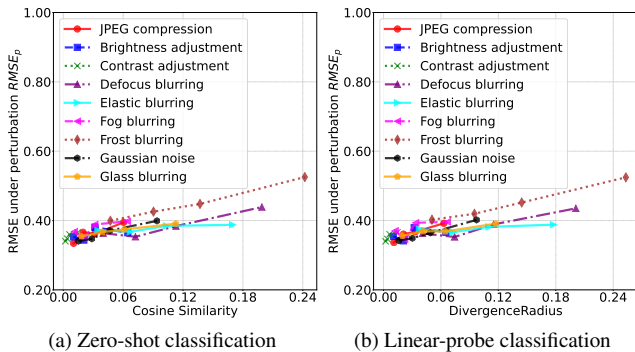 1.00
0.80
0.60
0.40
0.20
RMSE under perturbation RMSE_p
JPEG compression
Brightness adjustment
Contrast adjustment
Defocus blurring
Elastic blurring
Fog blurring
Frost blurring
Gaussian noise
Glass blurring
0.00 0.06 0.12 0.18 0.24
Cosine Similarity
(a) Zero-shot classification
1.00
0.80
0.60
0.40
0.20
RMSE under perturbation RMSE_p
JPEG compression
Brightness adjustment
Contrast adjustment
Defocus blurring
Elastic blurring
Fog blurring
Frost blurring
Gaussian noise
Glass blurring
0.00 0.06 0.12 0.18 0.24
DivergenceRadius
(b) Linear-probe classification